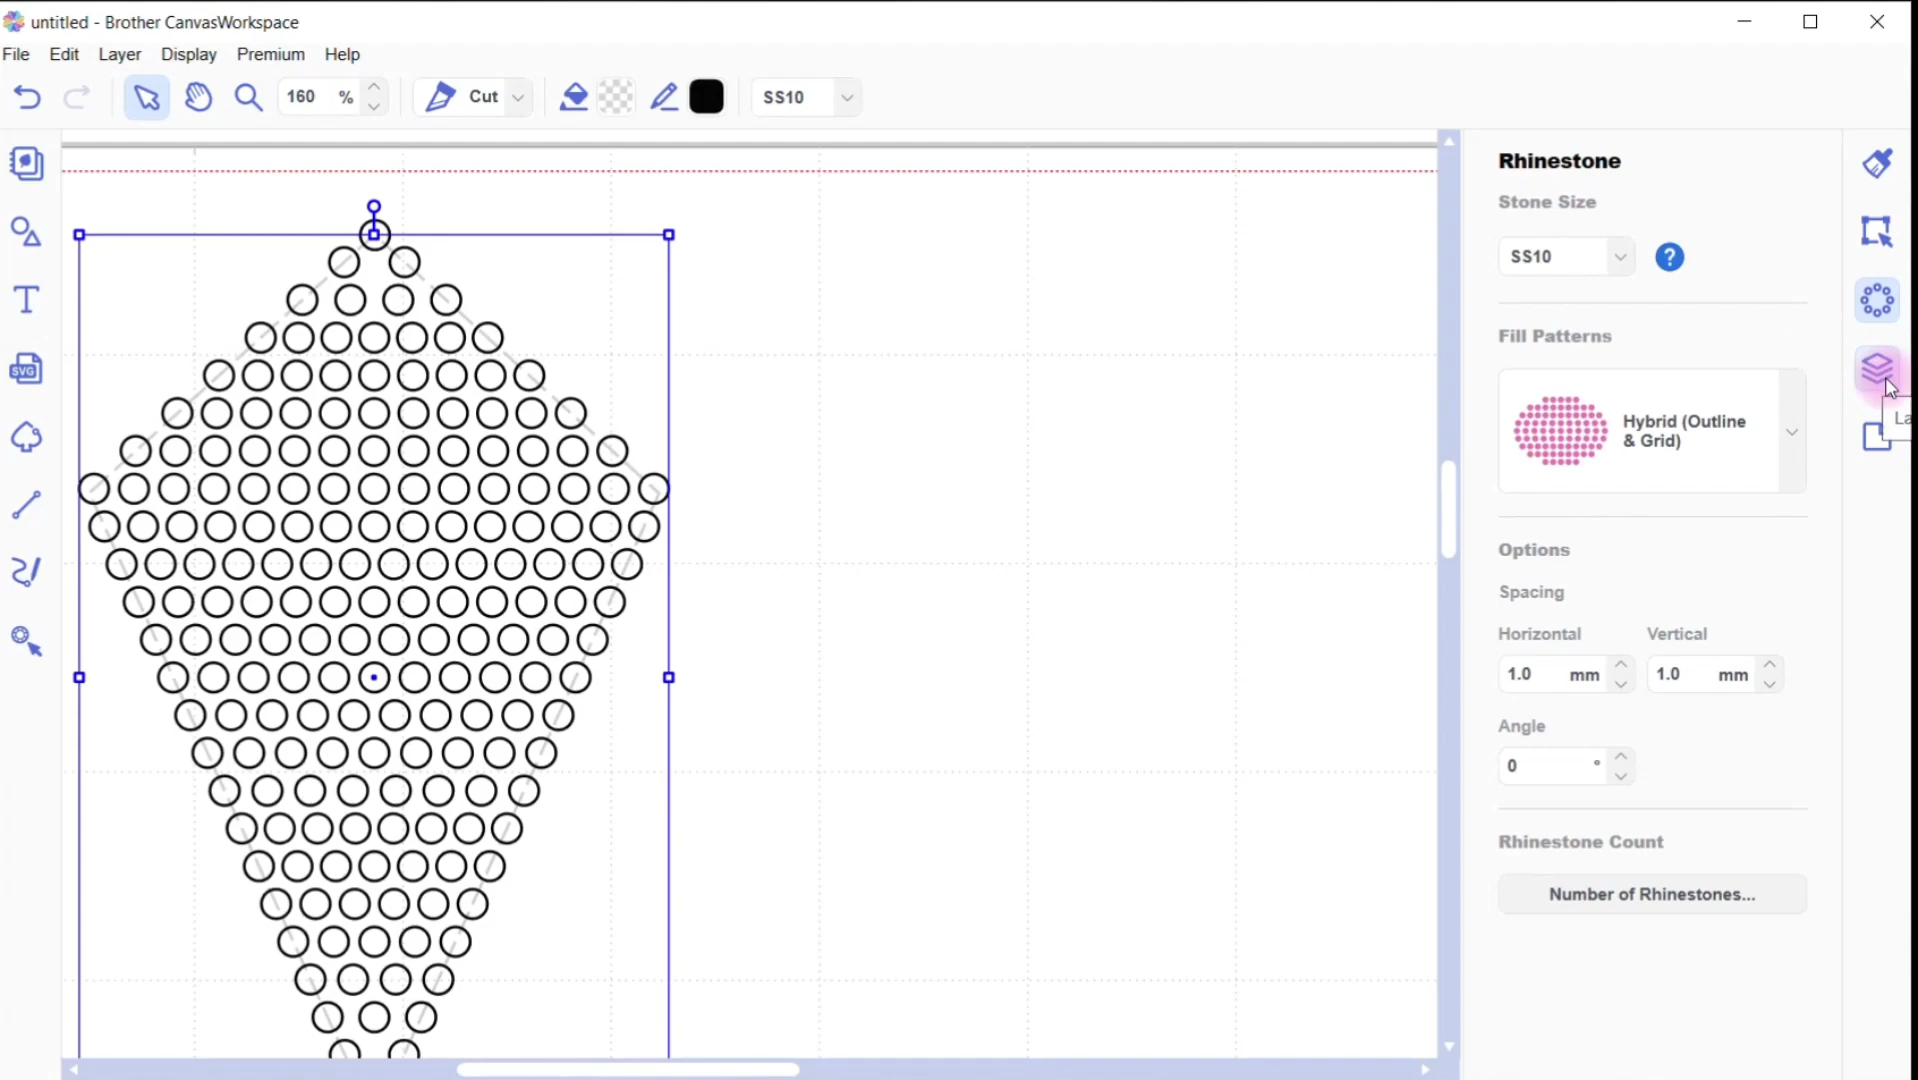 untitled - Brother CanvasWorkspace
File Edit Layer Display Premium Help
160 % Cut SS10
SVG
Rhinestone
Stone Size
SS10 ?
Fill Patterns
Hybrid (Outline
& Grid)
Options
Spacing
Horizontal Vertical
1.0 mm 1.0 mm
Angle
0 °
Rhinestone Count
Number of Rhinestones...
La